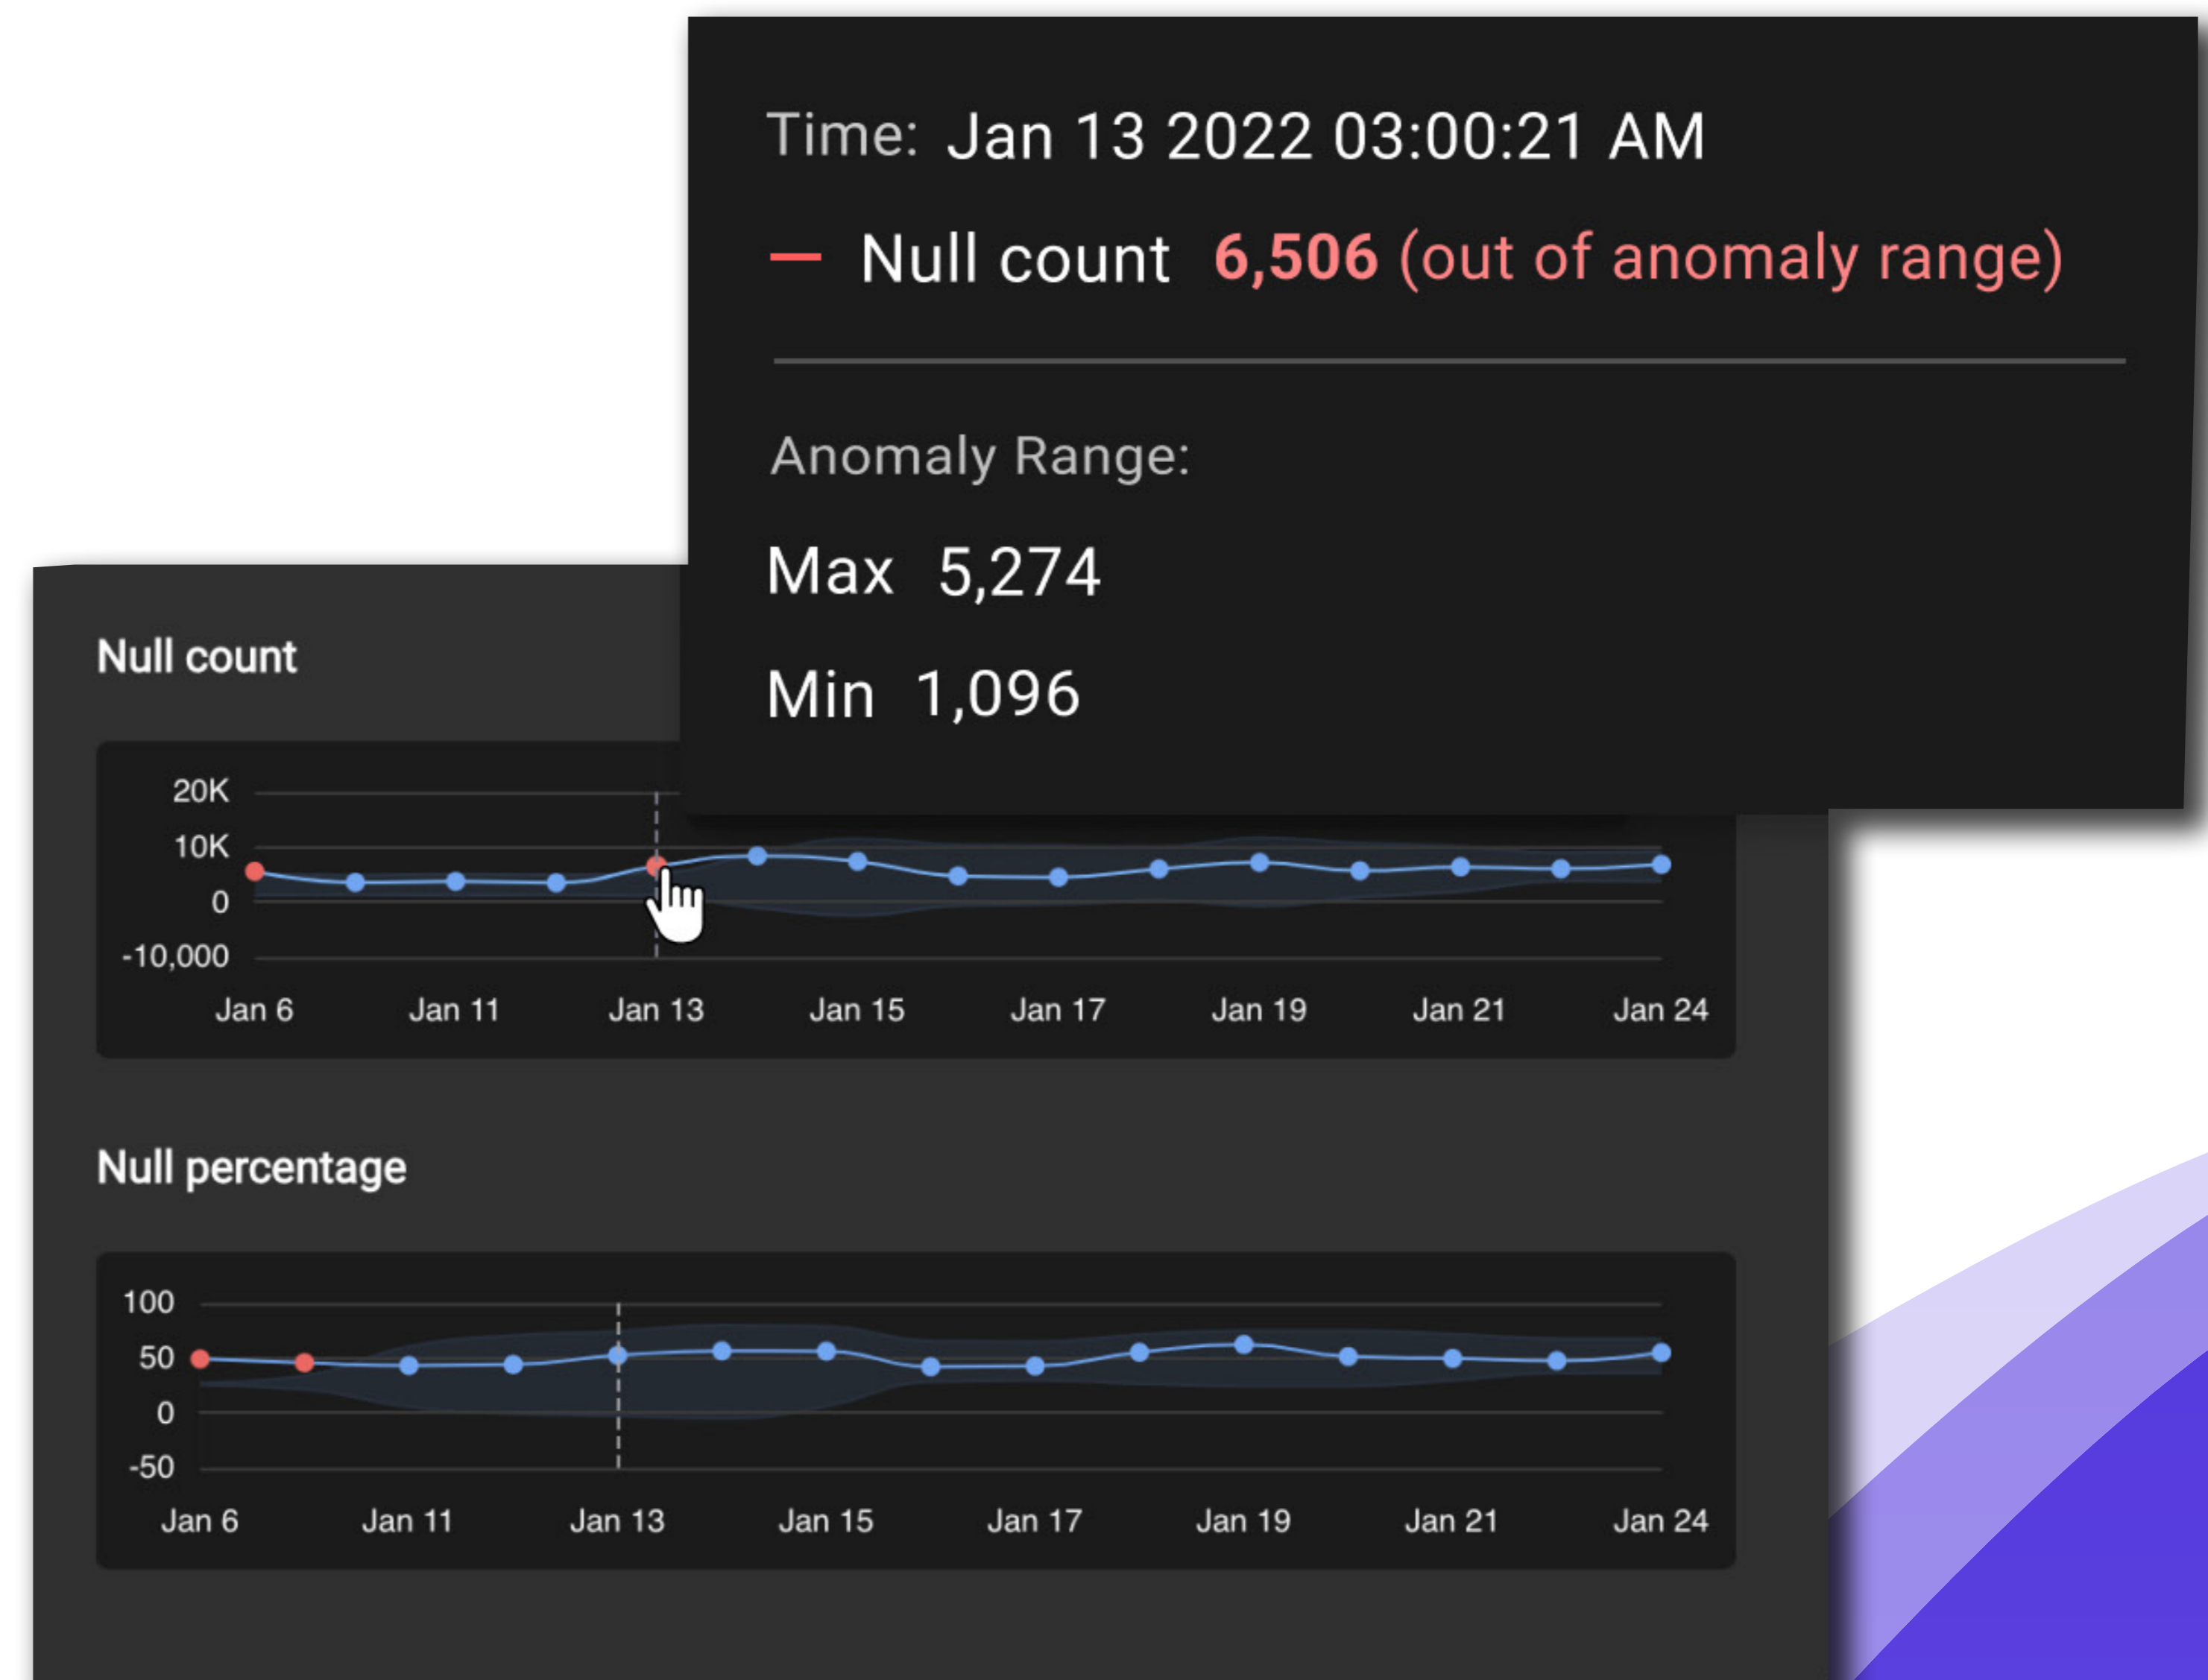 Time: Jan 13 2022 03:00:21 AM
Null count 6,506 (out of anomaly range)
Anomaly Range:
Max 5,274
Min 1,096
Null count
20K
10K
0
-10,000
Jan 6 Jan 11 Jan 13 Jan 15 Jan 17 Jan 19 Jan 21 Jan 24
Null percentage
100
50
0
-50
Jan 6 Jan 11 Jan 13 Jan 15 Jan 17 Jan 19 Jan 21 Jan 24